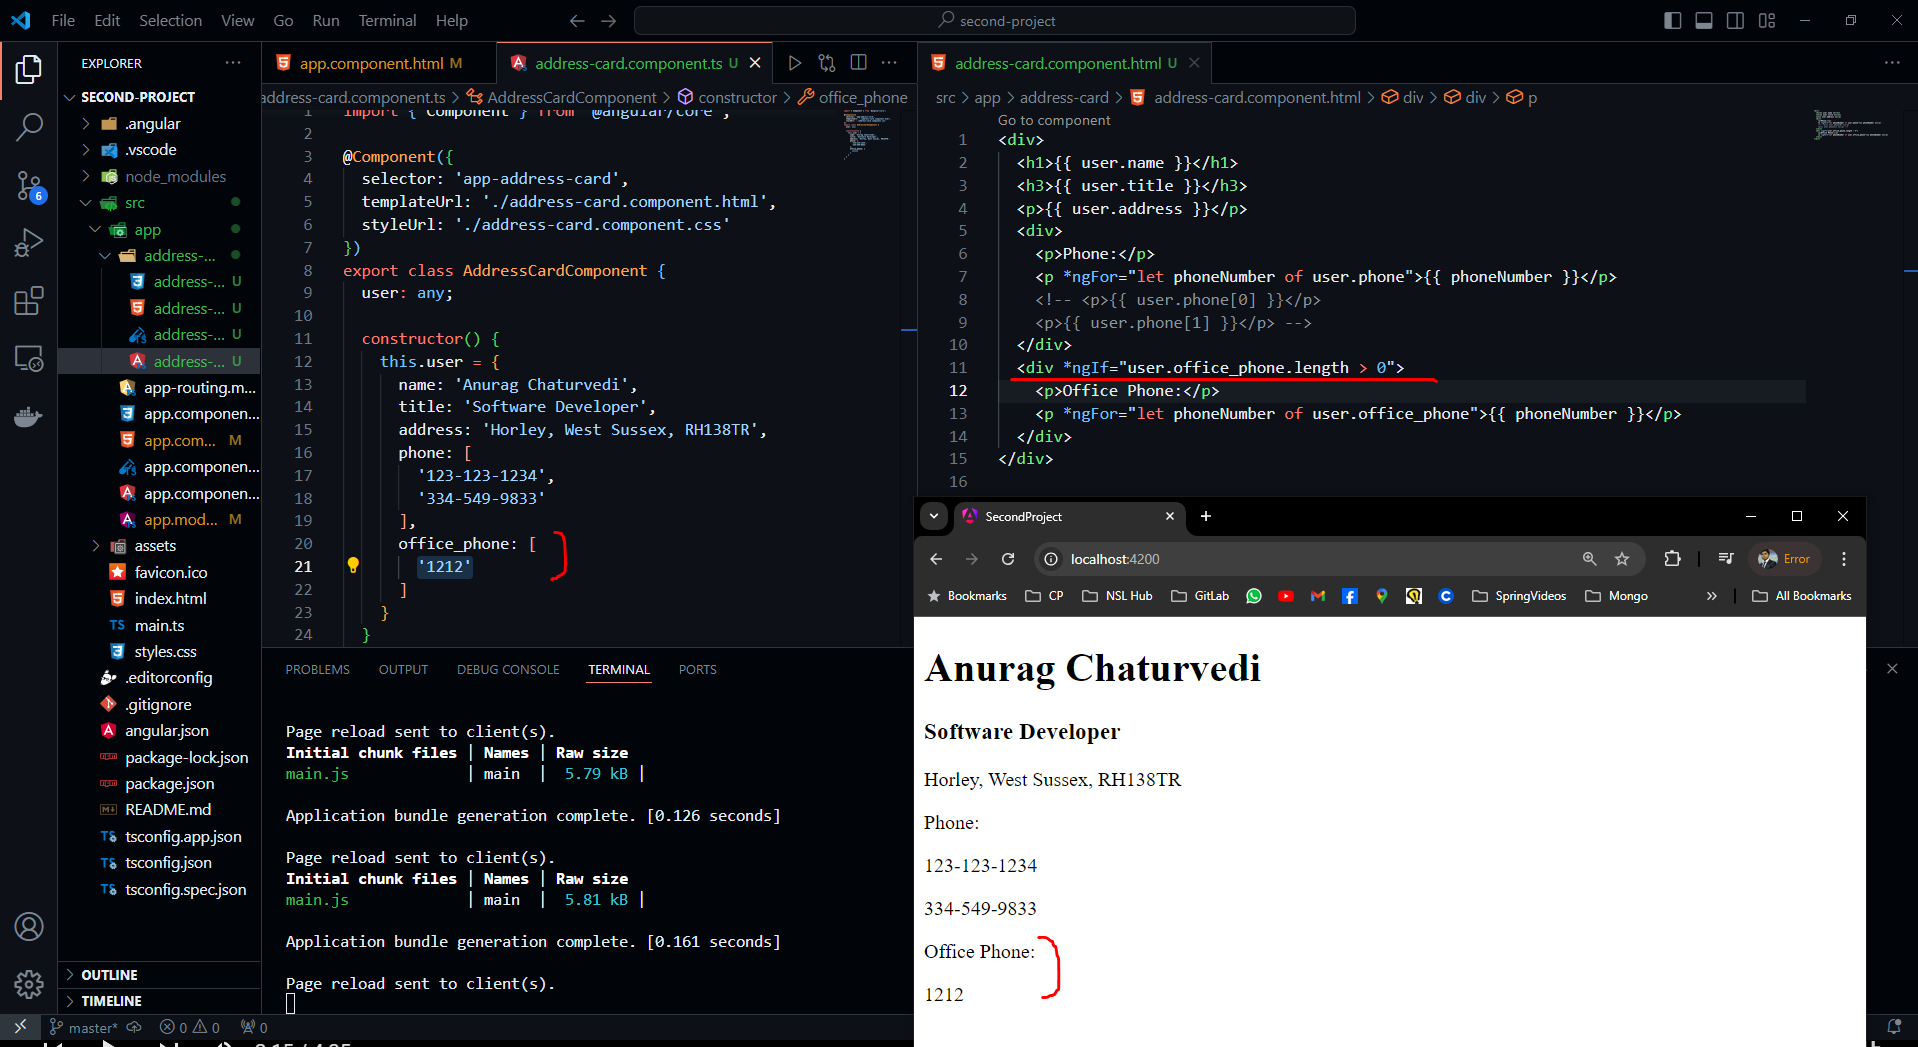 File Edit Selection View Go Run Terminal Help
second-project
EXPLORER
SECOND-PROJECT
.angular
.vscode
node_modules
src
app
address-...
address-... U
address-... U
address-... U
address-... U
app-routing.m...
app.componen...
app.com... M
app.componen...
app.componen...
app.mod... M
assets
favicon.ico
index.html
main.ts
styles.css
.editorconfig
.gitignore
angular.json
package-lock.json
package.json
README.md
tsconfig.app.json
tsconfig.json
tsconfig.spec.json
OUTLINE
TIMELINE
6
app.component.html M
address-card.component.ts U
address-card.component.ts > AddressCardComponent > constructor > office_phone
1 import { Component } from '@angular/core';
2
3 @Component({
4 selector: 'app-address-card',
5 templateUrl: './address-card.component.html',
6 styleUrl: './address-card.component.css'
7 })
8 export class AddressCardComponent {
9 user: any;
10
11 constructor() {
12 this.user = {
13 name: 'Anurag Chaturvedi',
14 title: 'Software Developer',
15 address: 'Horley, West Sussex, RH138TR',
16 phone: [
17 '123-123-1234',
18 '334-549-9833'
19 ],
20 office_phone: [
21 '1212'
22 ]
23 }
24 }
address-card.component.html U
src > app > address-card > address-card.component.html > div > div > p
Go to component
1 <div>
2 <h1>{{ user.name }}</h1>
3 <h3>{{ user.title }}</h3>
4 <p>{{ user.address }}</p>
5 <div>
6 <p>Phone:</p>
7 <p *ngFor="let phoneNumber of user.phone">{{ phoneNumber }}</p>
8 <!-- <p>{{ user.phone[0] }}</p>
9 <p>{{ user.phone[1] }}</p> -->
10 </div>
11 <div *ngIf="user.office_phone.length > 0">
12 <p>Office Phone:</p>
13 <p *ngFor="let phoneNumber of user.office_phone">{{ phoneNumber }}</p>
14 </div>
15 </div>
16
PROBLEMS OUTPUT DEBUG CONSOLE TERMINAL PORTS
Page reload sent to client(s).
Initial chunk files | Names | Raw size
main.js | main | 5.79 kB |
Application bundle generation complete. [0.126 seconds]
Page reload sent to client(s).
Initial chunk files | Names | Raw size
main.js | main | 5.81 kB |
Application bundle generation complete. [0.161 seconds]
Page reload sent to client(s).
SecondProject
localhost:4200
Error
Bookmarks CP NSL Hub GitLab SpringVideos Mongo » All Bookmarks
Anurag Chaturvedi
Software Developer
Horley, West Sussex, RH138TR
Phone:
123-123-1234
334-549-9833
Office Phone:
1212
master* 0 0 0